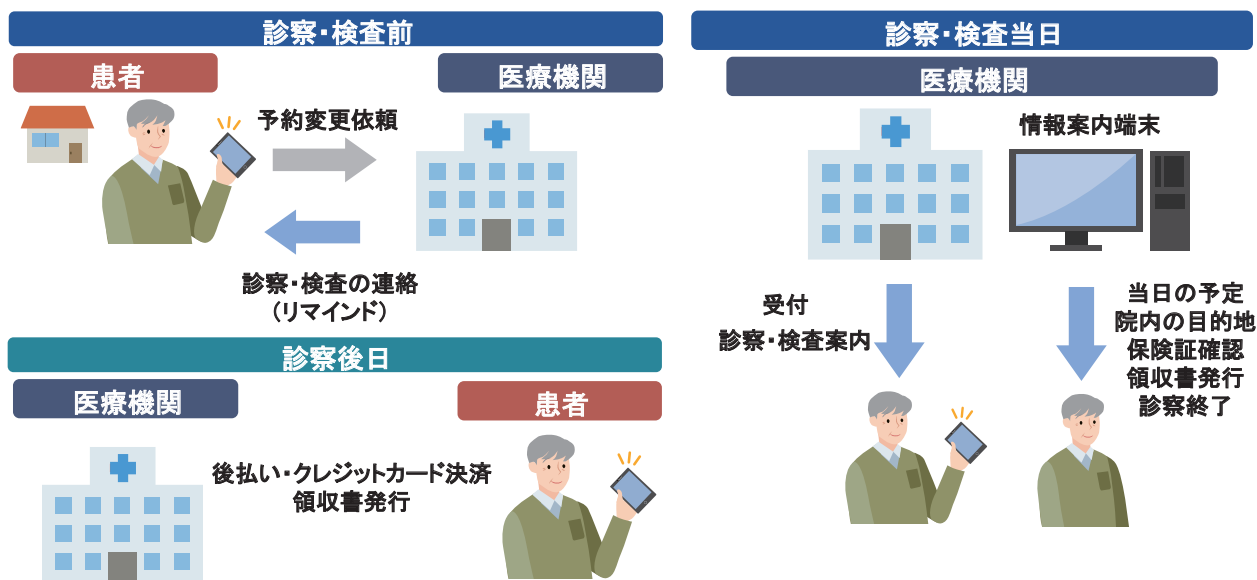 診察・検査前
患者
医療機関
予約変更依頼
診察・検査の連絡
（リマインド）
診察後日
医療機関
患者
後払い・クレジットカード決済
領収書発行
診察・検査当日
医療機関
情報案内端末
受付
診察・検査案内
当日の予定
院内の目的地
保険証確認
領収書発行
診察終了